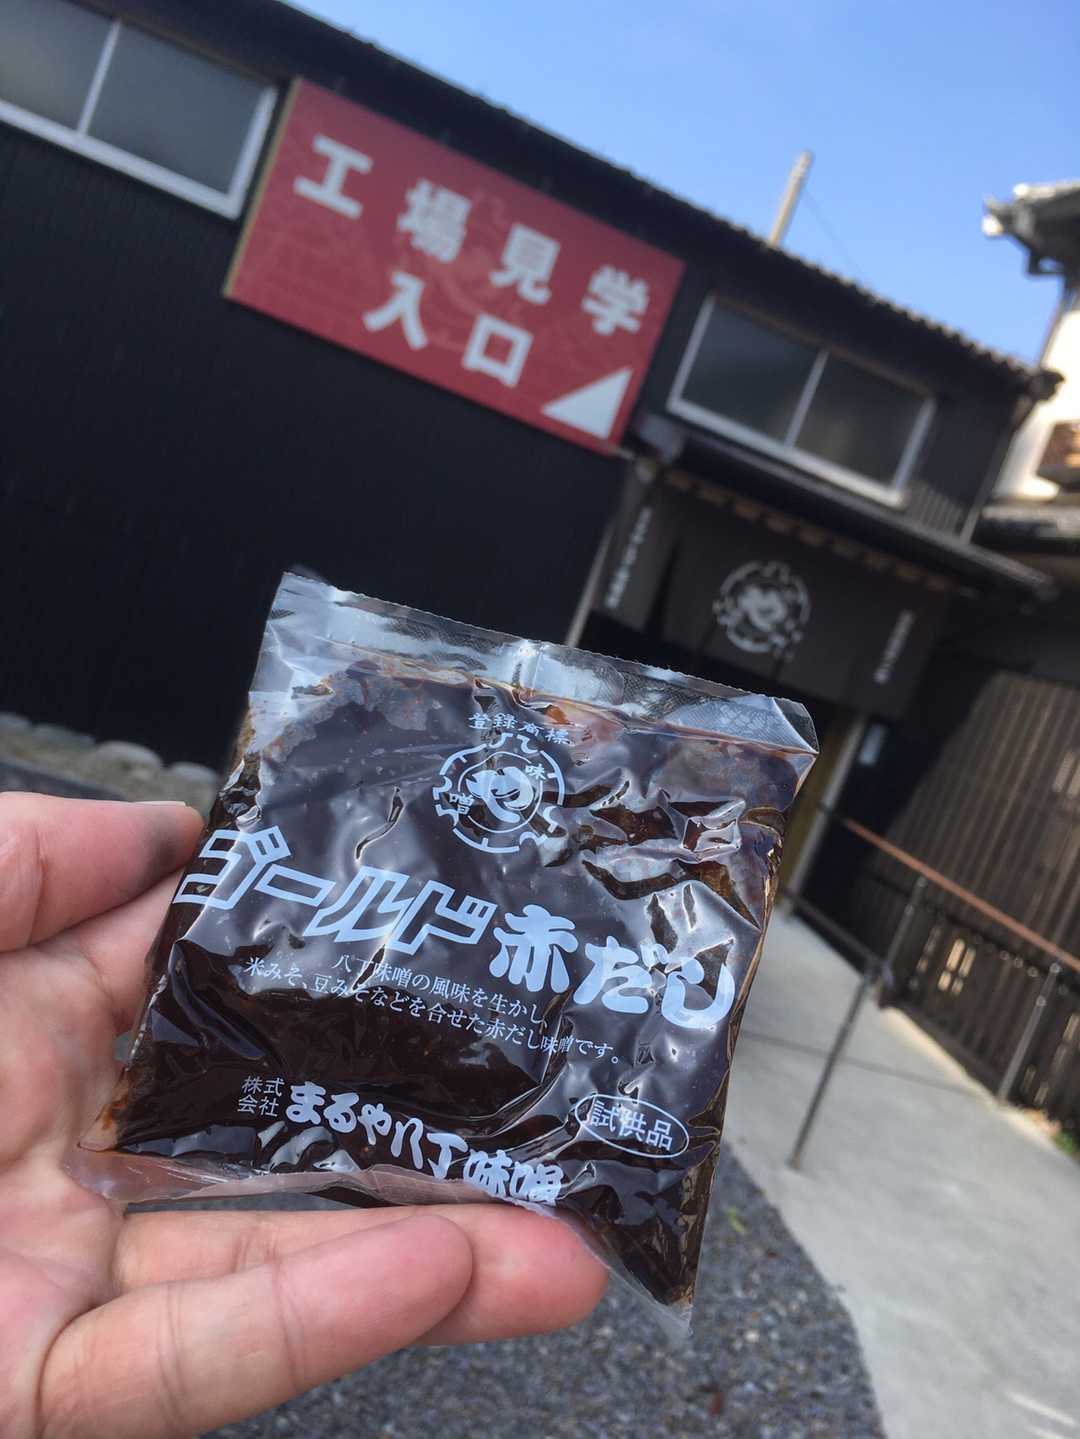 工場見学
入口
登録商標
味
噌
ゴールド赤だし
八丁味噌の風味を生かし、
米みそ、豆みそなどを合せた赤だし味噌です。
株式
会社 まるや八丁味噌
試供品